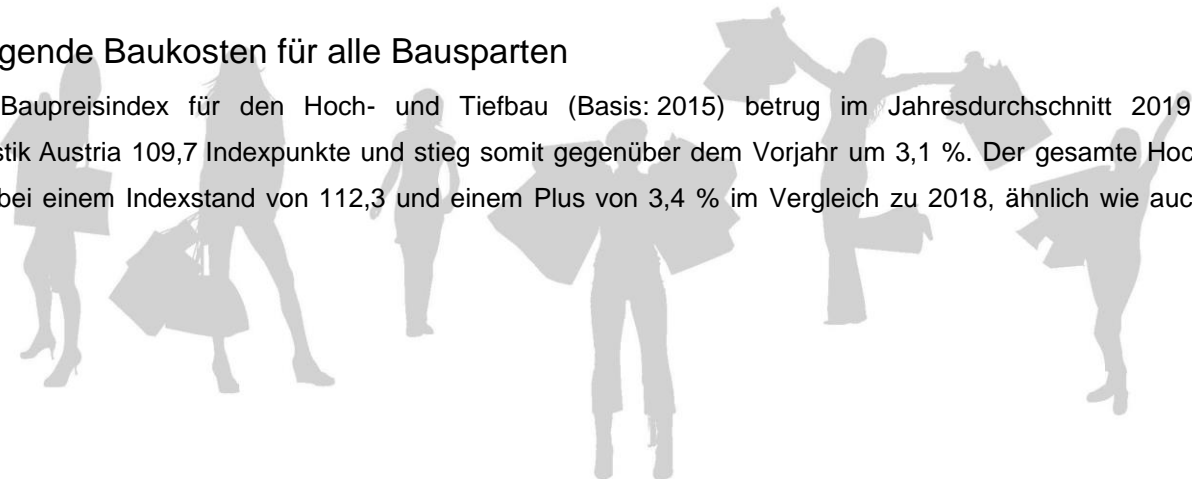 gende Baukosten für alle Bausparten
Baupreisindex für den Hoch- und Tiefbau (Basis: 2015) betrug im Jahresdurchschnitt 2019
stik Austria 109,7 Indexpunkte und stieg somit gegenüber dem Vorjahr um 3,1 %. Der gesamte Hoc
bei einem Indexstand von 112,3 und einem Plus von 3,4 % im Vergleich zu 2018, ähnlich wie auc